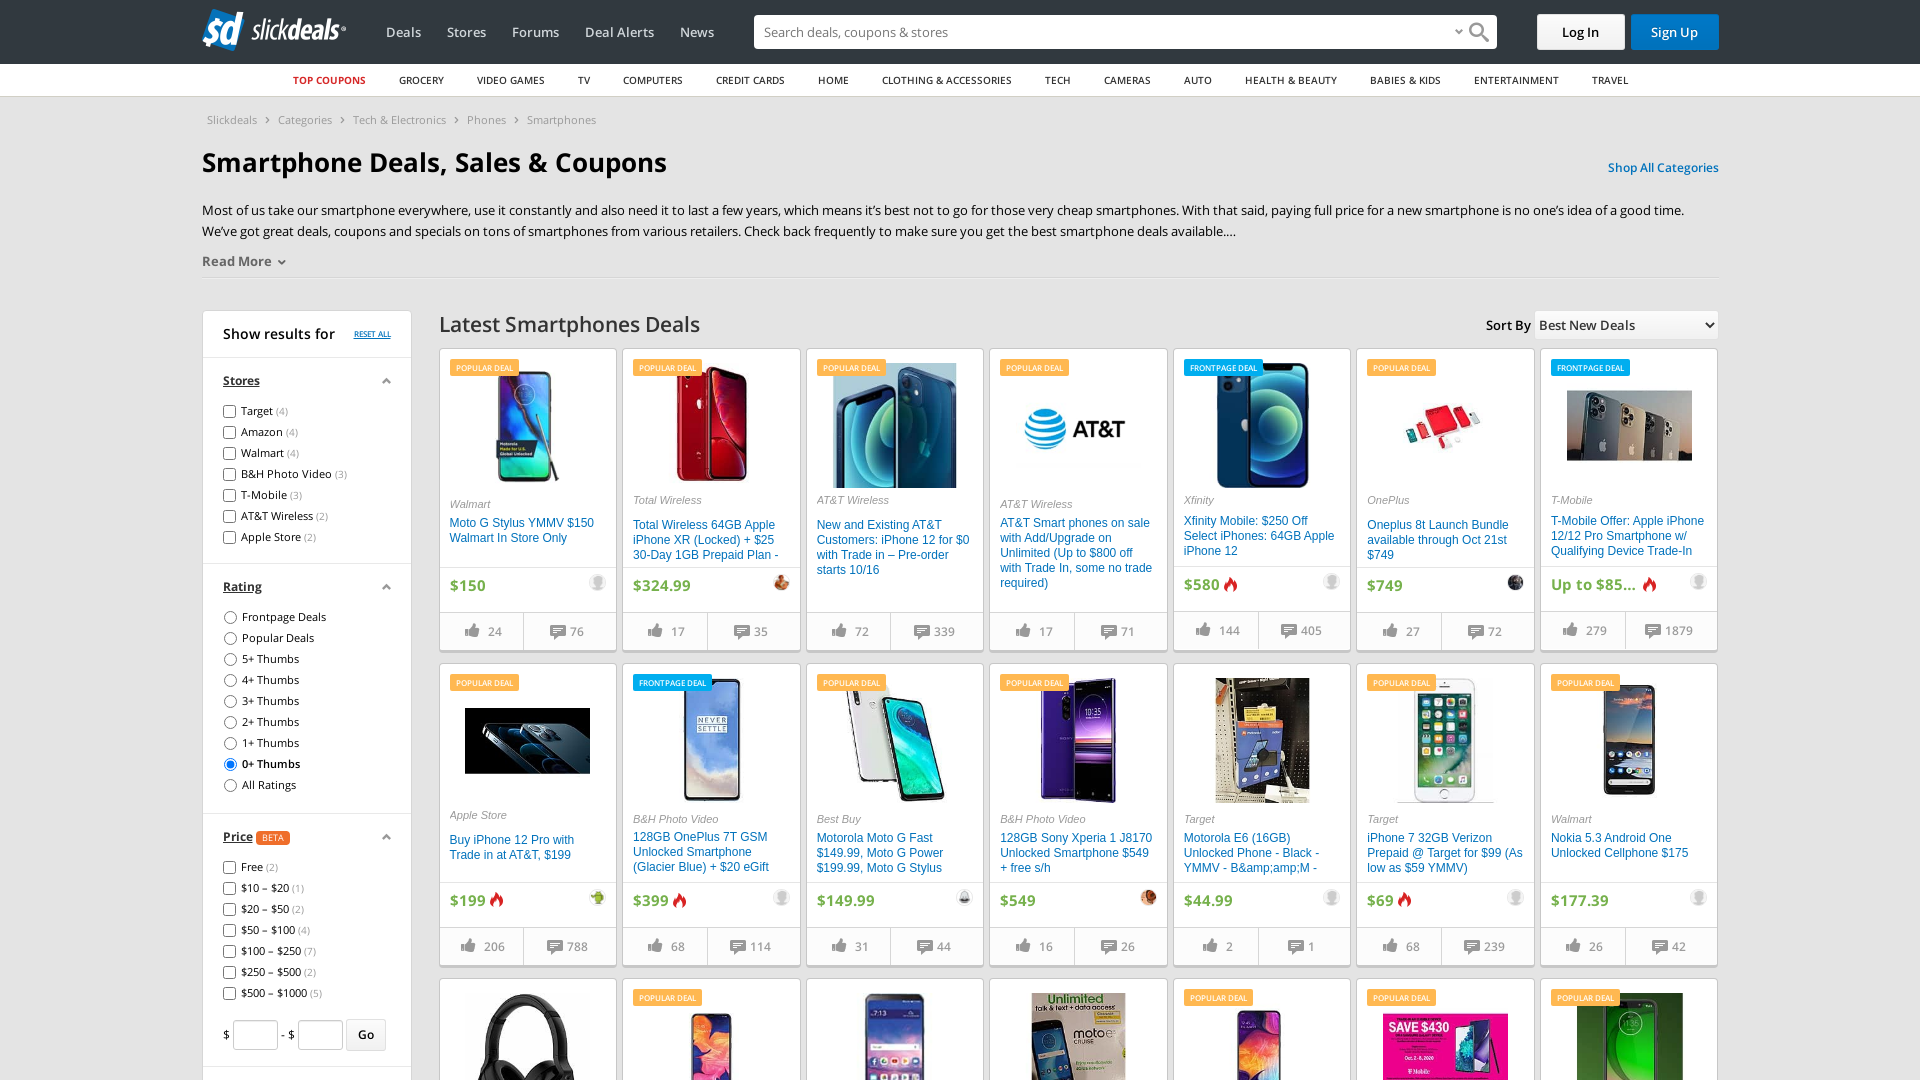 slickdeals
Deals
Stores
Forums
Deal Alerts
News
Search deals, coupons & stores
Log In
Sign Up
TOP COUPONS
GROCERY
VIDEO GAMES
TV
COMPUTERS
CREDIT CARDS
HOME
CLOTHING & ACCESSORIES
TECH
CAMERAS
AUTO
HEALTH & BEAUTY
BABIES & KIDS
ENTERTAINMENT
TRAVEL
Slickdeals > Categories > Tech & Electronics > Phones > Smartphones
Smartphone Deals, Sales & Coupons
Shop All Categories
Most of us take our smartphone everywhere, use it constantly and also need it to last a few years, which means it’s best not to go for those very cheap smartphones. With that said, paying full price for a new smartphone is no one’s idea of a good time.
We’ve got great deals, coupons and specials on tons of smartphones from various retailers. Check back frequently to make sure you get the best smartphone deals available....
Read More
Show results for
RESET ALL
Stores
Target (4)
Amazon (4)
Walmart (4)
B&H Photo Video (3)
T-Mobile (3)
AT&T Wireless (2)
Apple Store (2)
Rating
Frontpage Deals
Popular Deals
5+ Thumbs
4+ Thumbs
3+ Thumbs
2+ Thumbs
1+ Thumbs
0+ Thumbs
All Ratings
Price BETA
Free (2)
$10 – $20 (1)
$20 – $50 (2)
$50 – $100 (4)
$100 – $250 (7)
$250 – $500 (2)
$500 – $1000 (5)
$ - $ Go
Latest Smartphones Deals
Sort By Best New Deals
POPULAR DEAL
Walmart
Moto G Stylus YMMV $150
Walmart In Store Only
$150
24
76
POPULAR DEAL
Total Wireless
Total Wireless 64GB Apple
iPhone XR (Locked) + $25
30-Day 1GB Prepaid Plan -
$324.99
17
35
POPULAR DEAL
AT&T Wireless
New and Existing AT&T
Customers: iPhone 12 for $0
with Trade in – Pre-order
starts 10/16
72
339
POPULAR DEAL
AT&T
AT&T Wireless
AT&T Smart phones on sale
with Add/Upgrade on
Unlimited (Up to $800 off
with Trade In, some no trade
required)
17
71
FRONTPAGE DEAL
Xfinity
Xfinity Mobile: $250 Off
Select iPhones: 64GB Apple
iPhone 12
$580
144
405
POPULAR DEAL
OnePlus
Oneplus 8t Launch Bundle
available through Oct 21st
$749
$749
27
72
FRONTPAGE DEAL
T-Mobile
T-Mobile Offer: Apple iPhone
12/12 Pro Smartphone w/
Qualifying Device Trade-In
Up to $85...
279
1879
POPULAR DEAL
Apple Store
Buy iPhone 12 Pro with
Trade in at AT&T, $199
$199
206
788
FRONTPAGE DEAL
NEVER
SETTLE
B&H Photo Video
128GB OnePlus 7T GSM
Unlocked Smartphone
(Glacier Blue) + $20 eGift
$399
68
114
POPULAR DEAL
Best Buy
Motorola Moto G Fast
$149.99, Moto G Power
$199.99, Moto G Stylus
$149.99
31
44
POPULAR DEAL
10:35
B&H Photo Video
128GB Sony Xperia 1 J8170
Unlocked Smartphone $549
+ free s/h
$549
16
26
Target
Motorola E6 (16GB)
Unlocked Phone - Black -
YMMV - B&amp;amp;M -
$44.99
2
1
POPULAR DEAL
Target
iPhone 7 32GB Verizon
Prepaid @ Target for $99 (As
low as $59 YMMV)
$69
68
239
POPULAR DEAL
Walmart
Nokia 5.3 Android One
Unlocked Cellphone $175
$177.39
26
42
POPULAR DEAL
7:13
Unlimited
talk & text + data access
moto e
CRUISE
POPULAR DEAL
POPULAR DEAL
SAVE $430
POPULAR DEAL